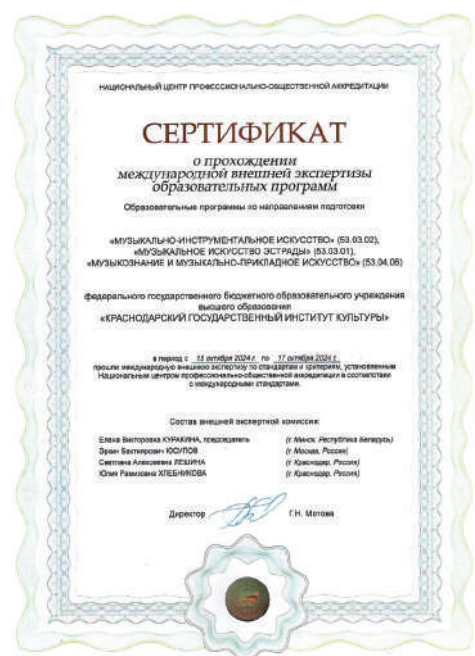 НАЦИОНАЛЬНЫЙ ЦЕНТР ПРОФЕССИОНАЛЬНО-ОБЩЕСТВЕННОЙ АККРЕДИТАЦИИ
СЕРТИФИКАТ
о прохождении
международной внешней экспертизы
образовательных программ
Образовательные программы по направлениям подготовки
«МУЗЫКАЛЬНО-ИНСТРУМЕНТАЛЬНОЕ ИСКУССТВО» (53.03.02),
«МУЗЫКАЛЬНОЕ ИСКУССТВО ЭСТРАДЫ» (53.03.01),
«МУЗЫКОЗНАНИЕ И МУЗЫКАЛЬНО-ПРИКЛАДНОЕ ИСКУССТВО» (53.04.06)
федерального государственного бюджетного образовательного учреждения
высшего образования
«КРАСНОДАРСКИЙ ГОСУДАРСТВЕННЫЙ ИНСТИТУТ КУЛЬТУРЫ»
в период с 15 октября 2024 г. по 17 октября 2024 г.
прошли международную внешнюю экспертизу по стандартам и критериям, установленным
Национальным центром профессионально-общественной аккредитации в соответствии
с международными стандартами.
Состав внешней экспертной комиссии:
Елена Викторовна КУРАКИНА, председатель (г. Минск, Республика Беларусь)
Эрвин Бахтиярович ЮСУПОВ (г. Москва, Россия)
Светлана Алексеевна ЛЕШИНА (г. Краснодар, Россия)
Юлия Рамизовна ХЛЕБНИКОВА (г. Краснодар, Россия)
Директор Г.Н. Мотова